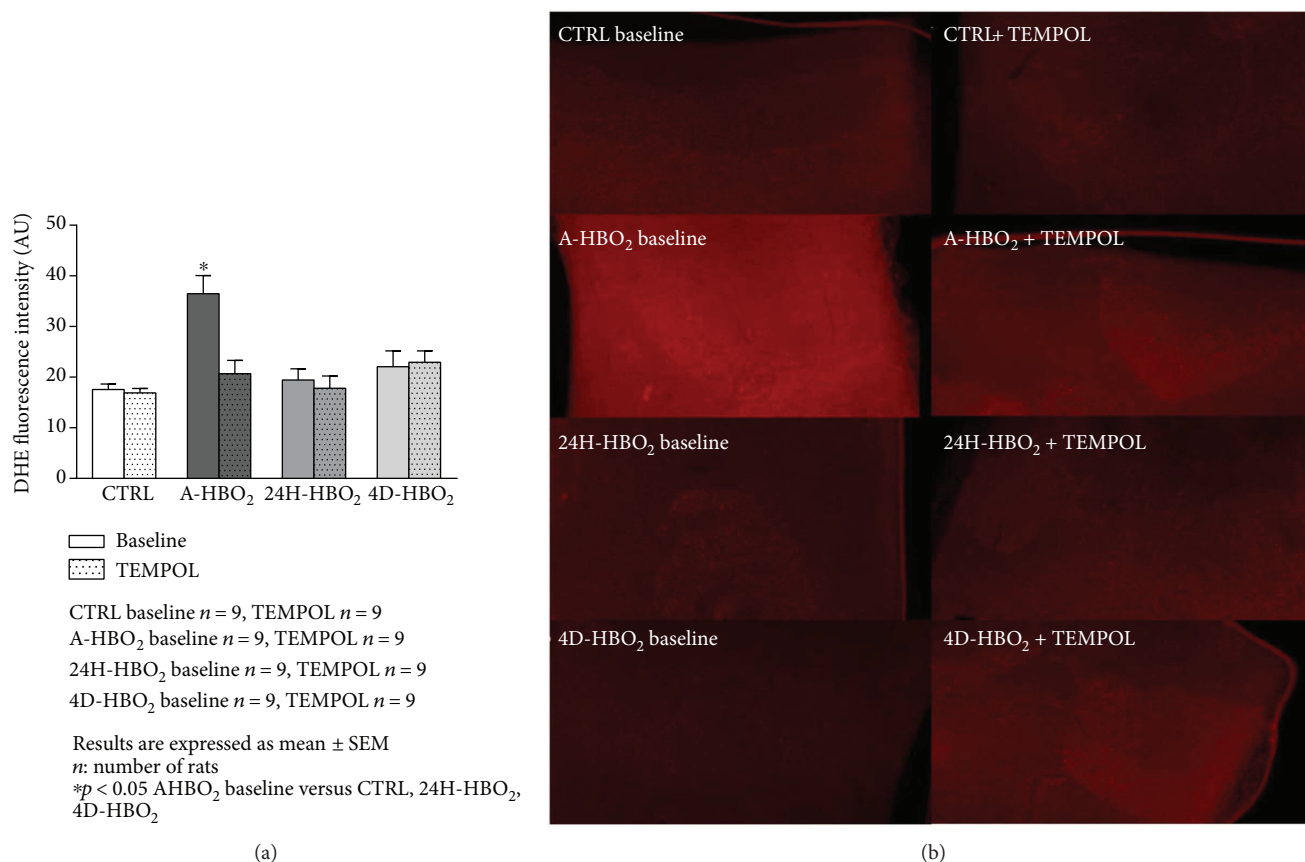 DHE fluorescence intensity (AU)
50
40
30
20
10
0
*
CTRL
A-HBO₂
24H-HBO₂
4D-HBO₂
Baseline
TEMPOL
CTRL baseline n = 9, TEMPOL n = 9
A-HBO₂ baseline n = 9, TEMPOL n = 9
24H-HBO₂ baseline n = 9, TEMPOL n = 9
4D-HBO₂ baseline n = 9, TEMPOL n = 9
Results are expressed as mean ± SEM
n: number of rats
*p < 0.05 AHBO₂ baseline versus CTRL, 24H-HBO₂,
4D-HBO₂
(a)
CTRL baseline
CTRL+ TEMPOL
A-HBO₂ baseline
A-HBO₂ + TEMPOL
24H-HBO₂ baseline
24H-HBO₂ + TEMPOL
4D-HBO₂ baseline
4D-HBO₂ + TEMPOL
(b)